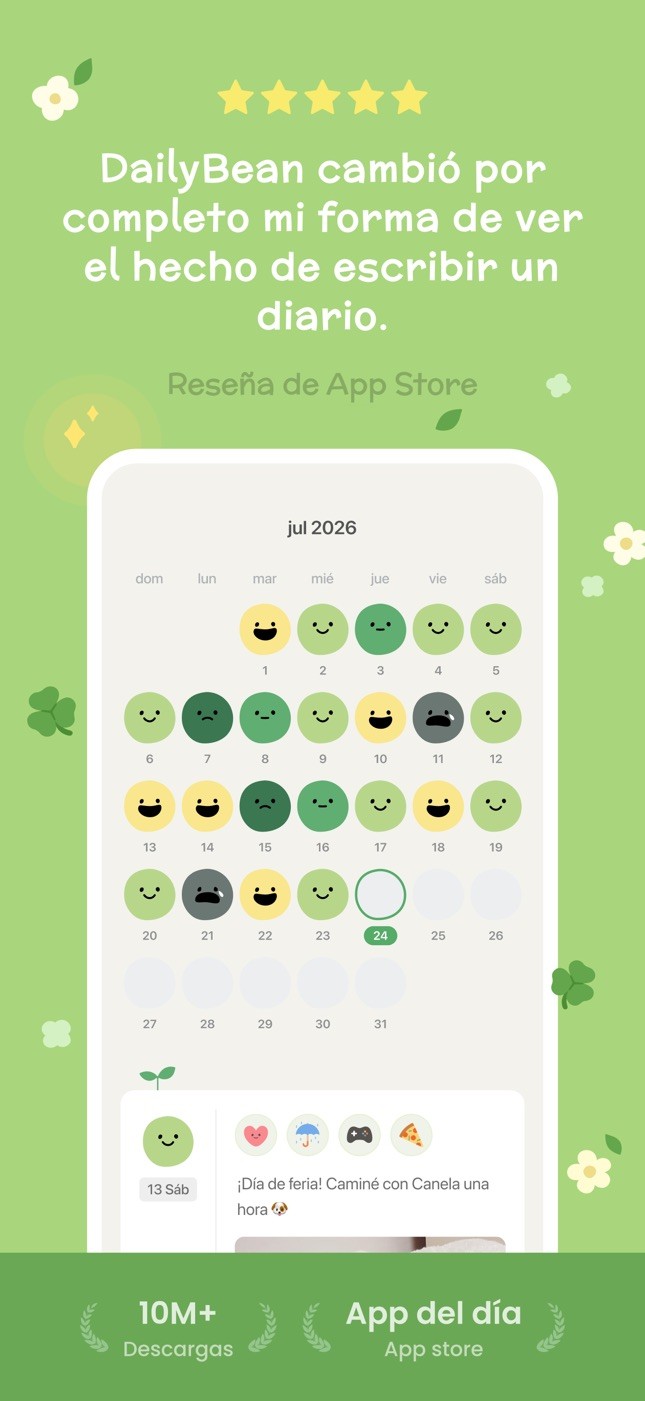 DailyBean cambió por
completo mi forma de ver
el hecho de escribir un
diario.
Reseña de App Store
jul 2026
dom lun mar mié jue vie sáb
1 2 3 4 5
6 7 8 9 10 11 12
13 14 15 16 17 18 19
20 21 22 23 24 25 26
27 28 29 30 31
13 Sáb
¡Día de feria! Caminé con Canela una
hora
10M+
Descargas
App del día
App store